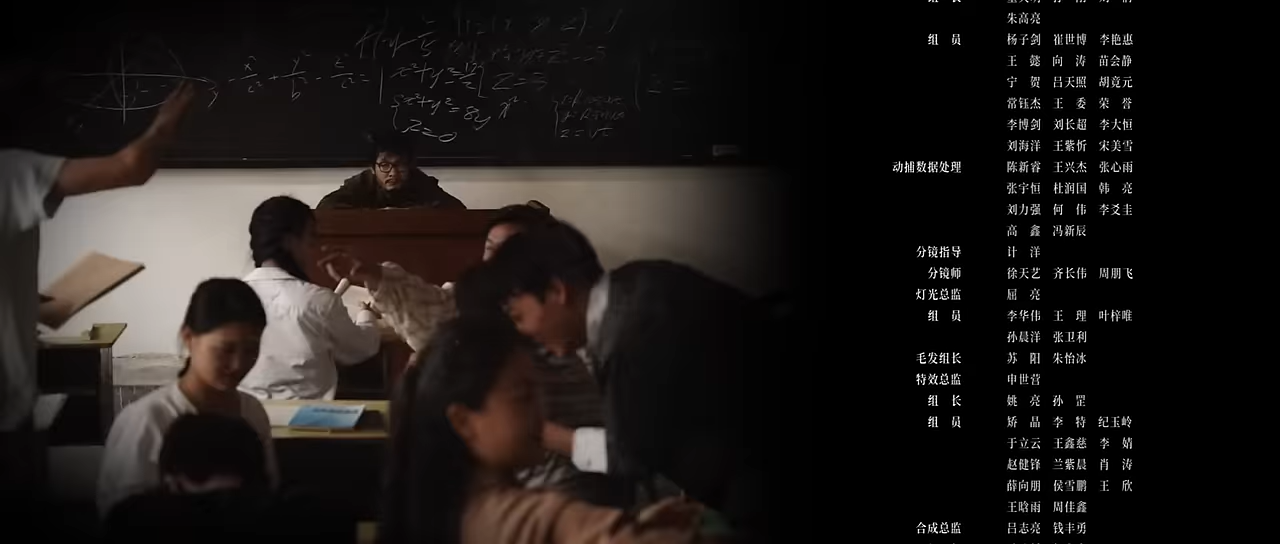 朱高亮
组 员 杨子剑 崔世博 李艳惠
王 懿 向 涛 苗会静
宁 贺 吕天照 胡竟元
常钰杰 王 委 荣 誉
李博剑 刘长超 李大恒
刘海洋 王紫忻 宋美雪
动捕数据处理 陈新睿 王兴杰 张心雨
张宇恒 杜润国 韩 亮
刘力强 何 伟 李爻圭
高 鑫 冯新辰
分镜指导 计 洋
分镜师 徐天艺 齐长伟 周朋飞
灯光总监 屈 亮
组 员 李华伟 王 理 叶梓唯
孙晨洋 张卫利
毛发组长 苏 阳 朱怡冰
特效总监 申世营
组 长 姚 亮 孙 罡
组 员 矫 晶 李 特 纪玉岭
于立云 王鑫慈 李 婧
赵健锋 兰紫晨 肖 涛
薛向朋 侯雪鹏 王 欣
王晗雨 周佳鑫
合成总监 吕志亮 钱丰勇
Z=0